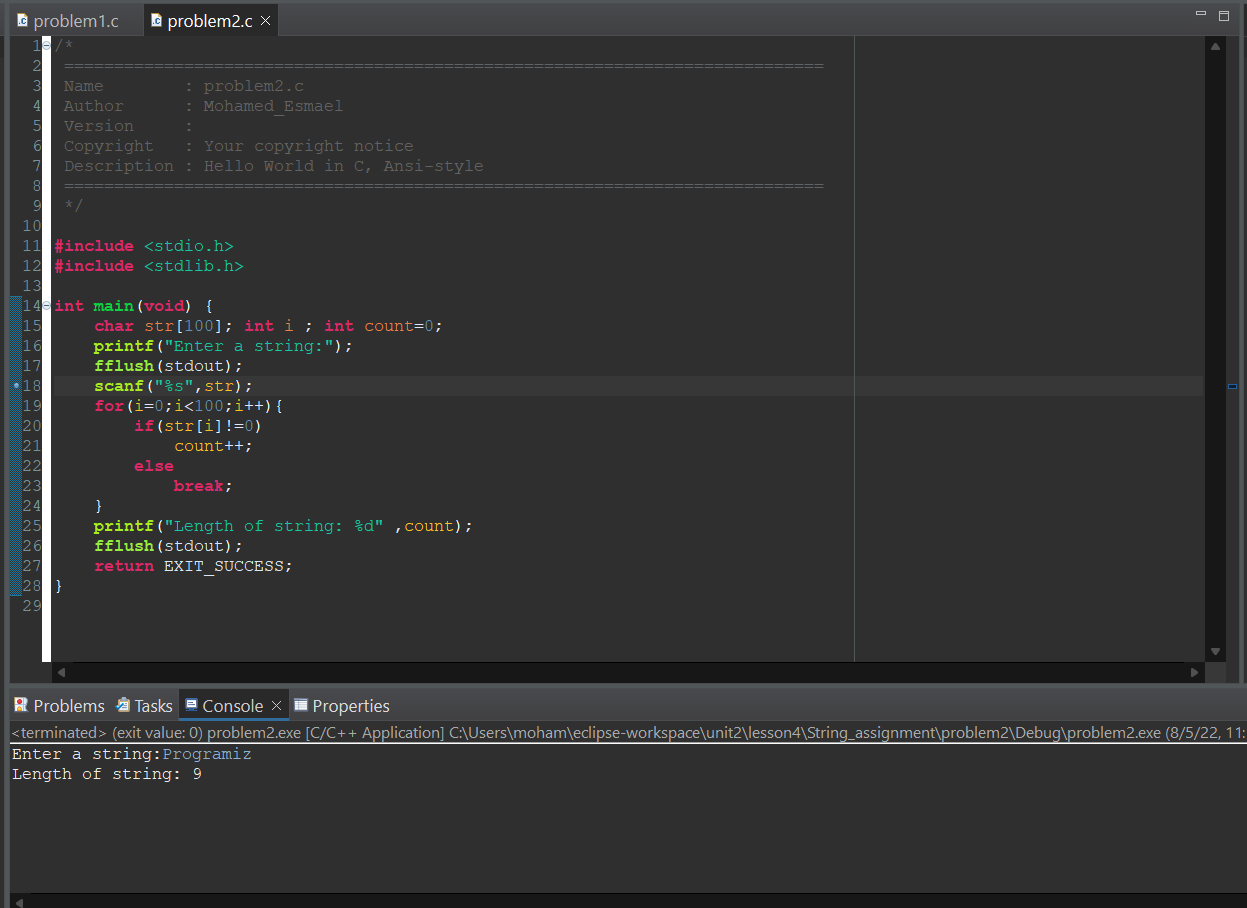 problem1.c problem2.c
1 /*
2 ============================================================================
3 Name        : problem2.c
4 Author      : Mohamed_Esmael
5 Version     :
6 Copyright   : Your copyright notice
7 Description : Hello World in C, Ansi-style
8 ============================================================================
9 */
10
11 #include <stdio.h>
12 #include <stdlib.h>
13
14 int main(void) {
15     char str[100]; int i ; int count=0;
16     printf("Enter a string:");
17     fflush(stdout);
18     scanf("%s",str);
19     for(i=0;i<100;i++){
20         if(str[i]!=0)
21             count++;
22         else
23             break;
24     }
25     printf("Length of string: %d" ,count);
26     fflush(stdout);
27     return EXIT_SUCCESS;
28 }
29
Problems Tasks Console Properties
<terminated> (exit value: 0) problem2.exe [C/C++ Application] C:\Users\moham\eclipse-workspace\unit2\lesson4\String_assignment\problem2\Debug\problem2.exe (8/5/22, 11:
Enter a string:Programiz
Length of string: 9